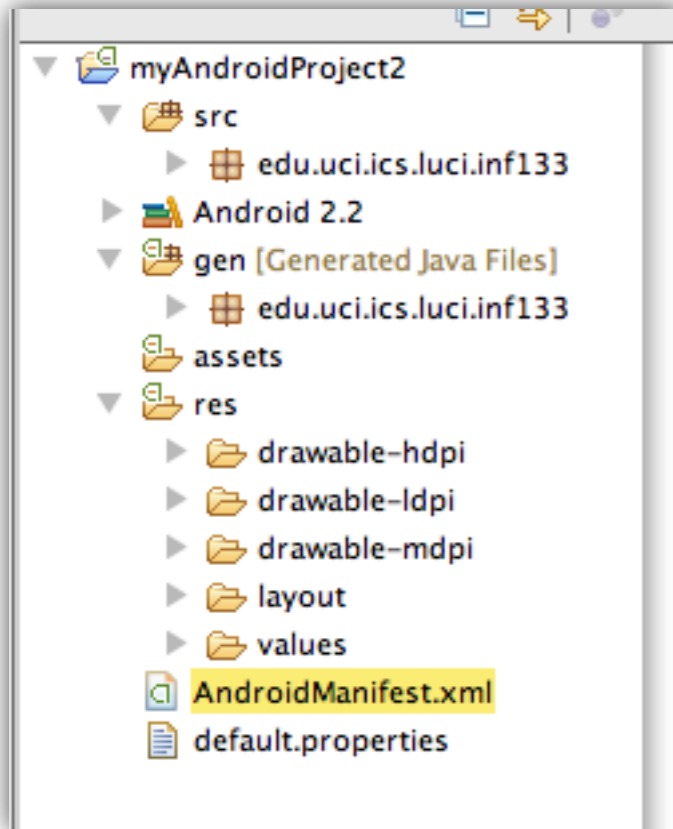 myAndroidProject2
src
edu.uci.ics.luci.inf133
Android 2.2
gen [Generated Java Files]
edu.uci.ics.luci.inf133
assets
res
drawable-hdpi
drawable-ldpi
drawable-mdpi
layout
values
AndroidManifest.xml
default.properties